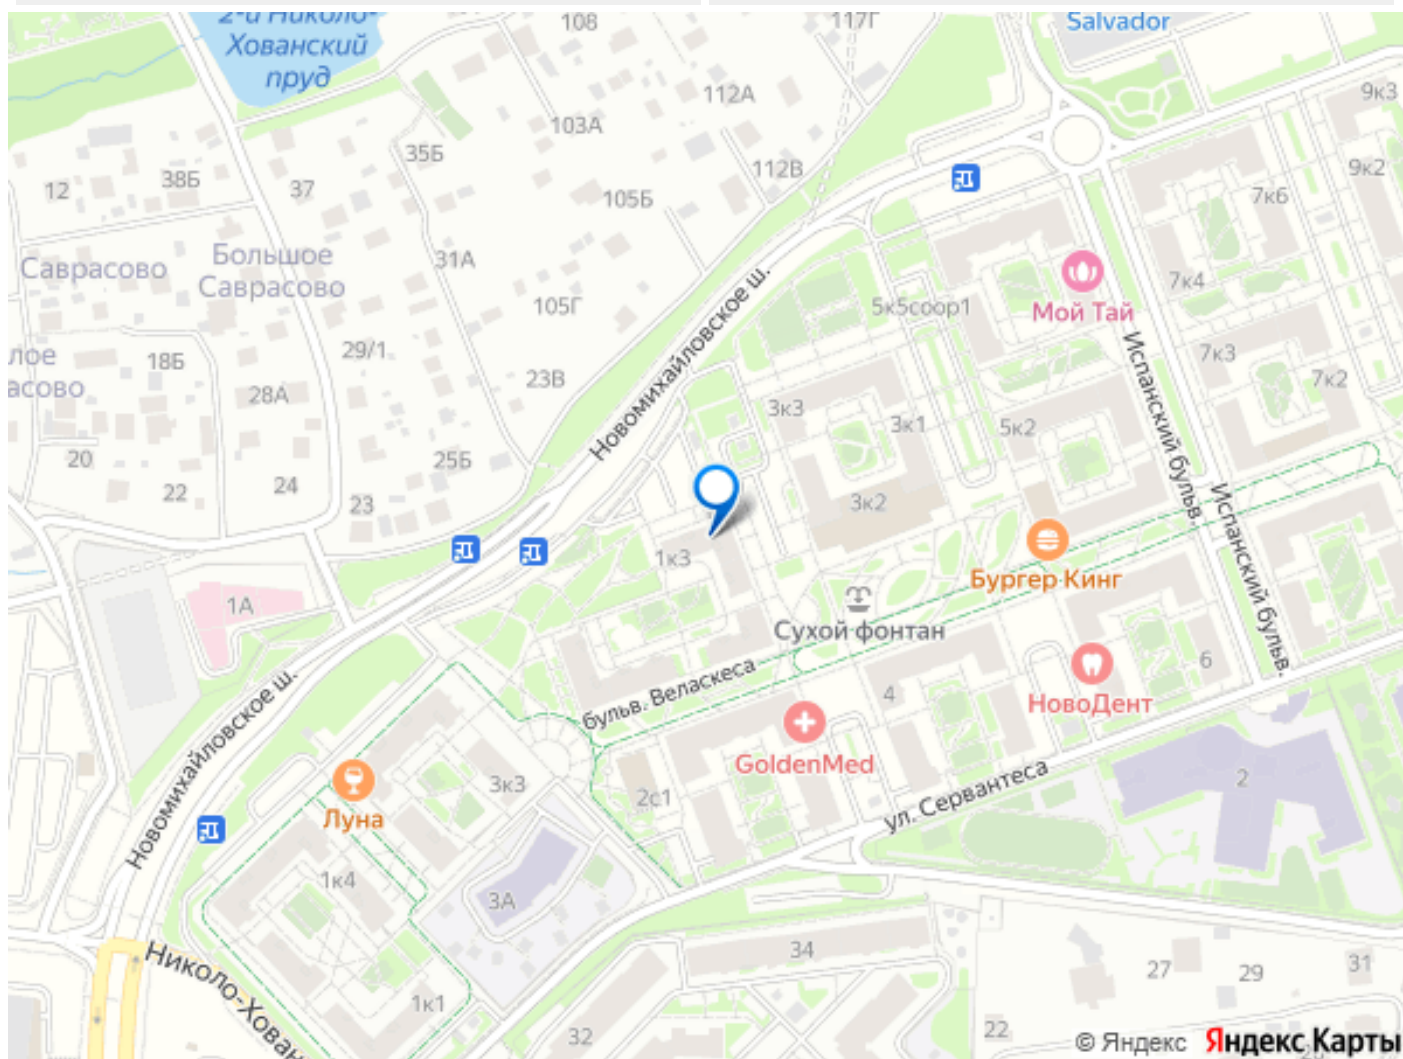 2-й Николо-
Хованский
пруд
108
117Г
Salvador
112А
9к3
103А
35Б
112В
9к2
12
38Б
37
105Б
7к6
Саврасово
Большое
Саврасово
31А
7к4
105Г
5к5соор1
Мой Тай
лое
асово
18Б
29/1
23В
Новомихайловское ш.
Испанский бульв.
7к3
7к2
28А
3к3
3к1
5к2
20
22
24
25Б
23
3к2
Испанский бульв.
1к3
Бургер Кинг
1А
Сухой фонтан
бульв. Веласкеса
4
6
НовоДент
Новомихайловское ш.
GoldenMed
3к3
2с1
ул. Сервантеса
2
Луна
1к4
3А
34
Николо-Хован
27
29
31
1к1
32
22
© Яндекс Яндекс Карты